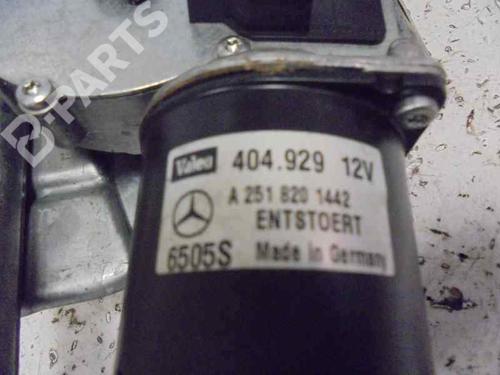 B-PARTS
Valeo 404.929 12V
A 251 820 1442
ENTSTOERT
6505S Made in Germany